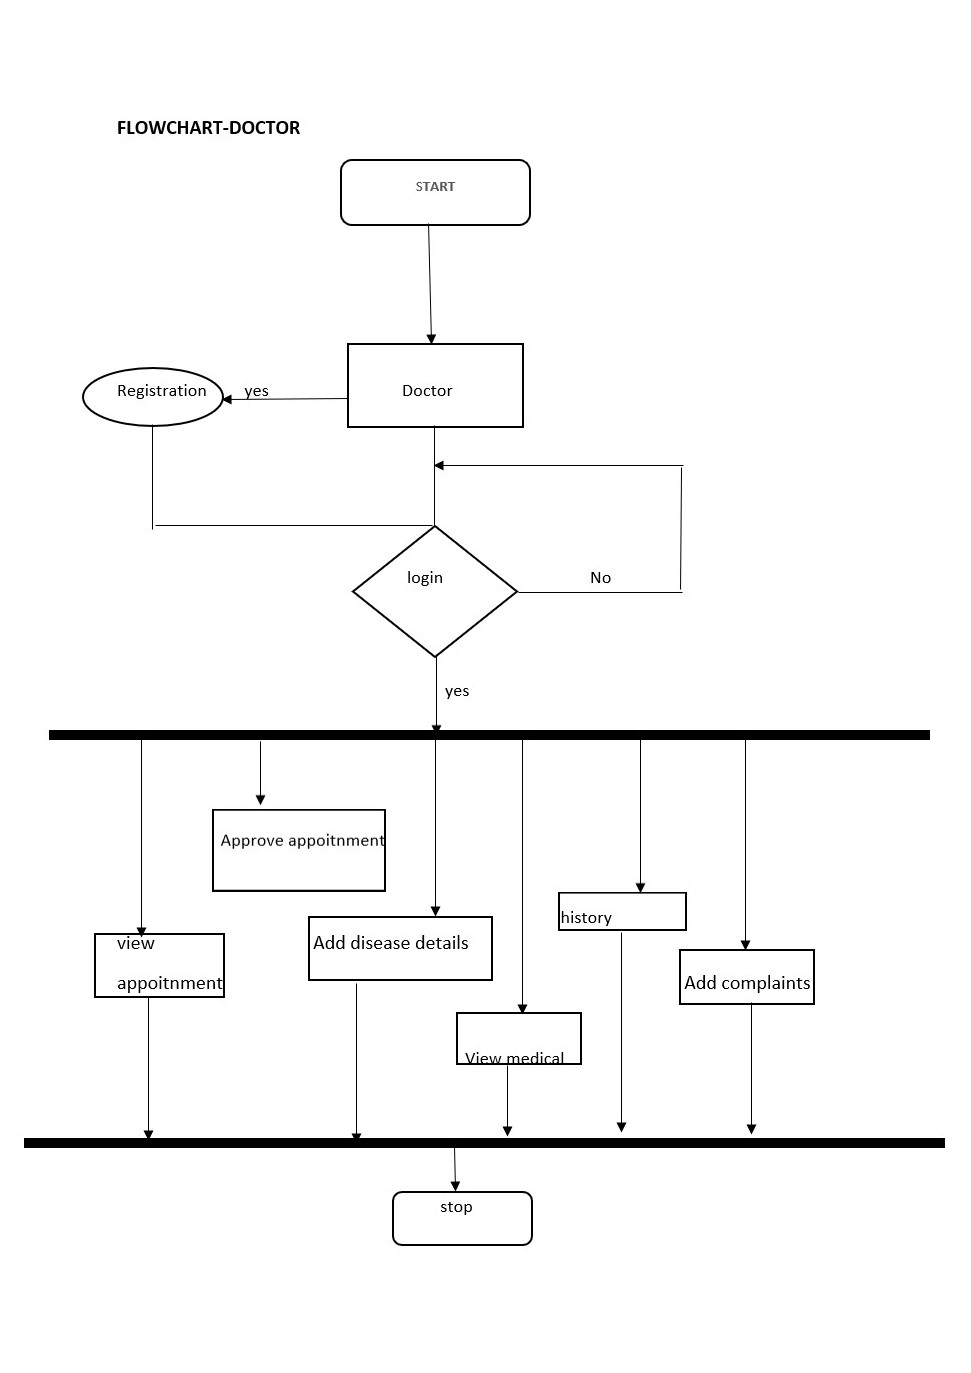 FLOWCHART-DOCTOR
START
Registration
yes
Doctor
login
No
yes
Approve appoitnment
history
view
appoitnment
Add disease details
Add complaints
View medical
stop